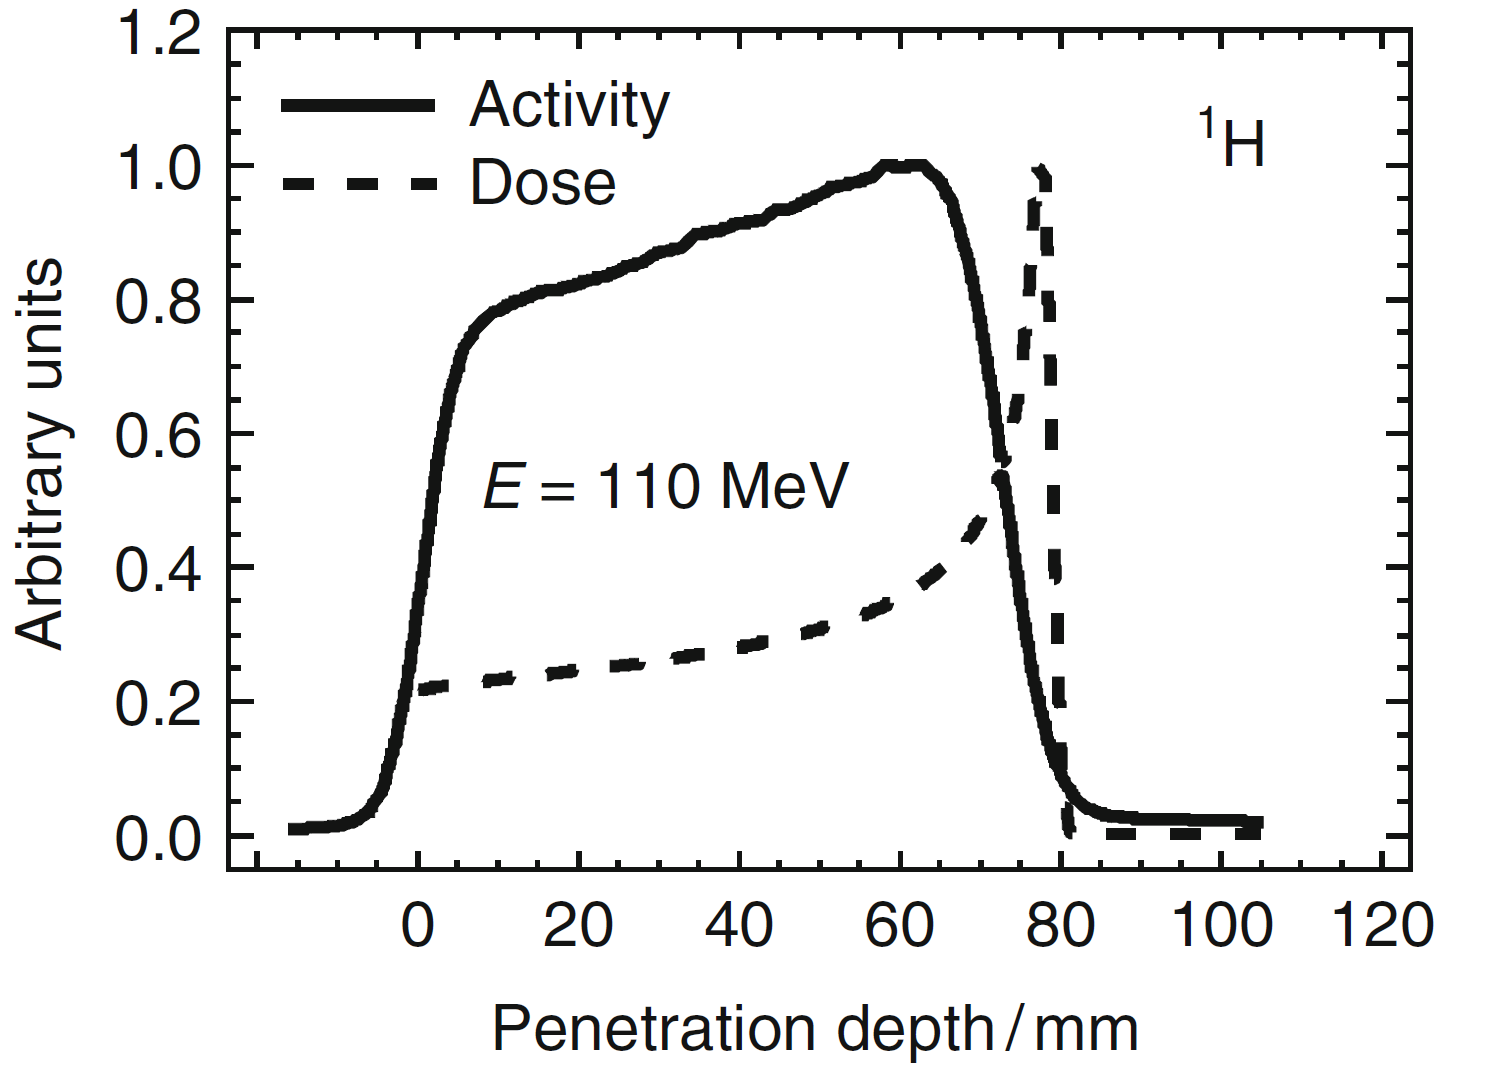 1.2
1.0
0.8
0.6
0.4
0.2
0.0
Arbitrary units
Activity
Dose
¹H
E = 110 MeV
0 20 40 60 80 100 120
Penetration depth / mm